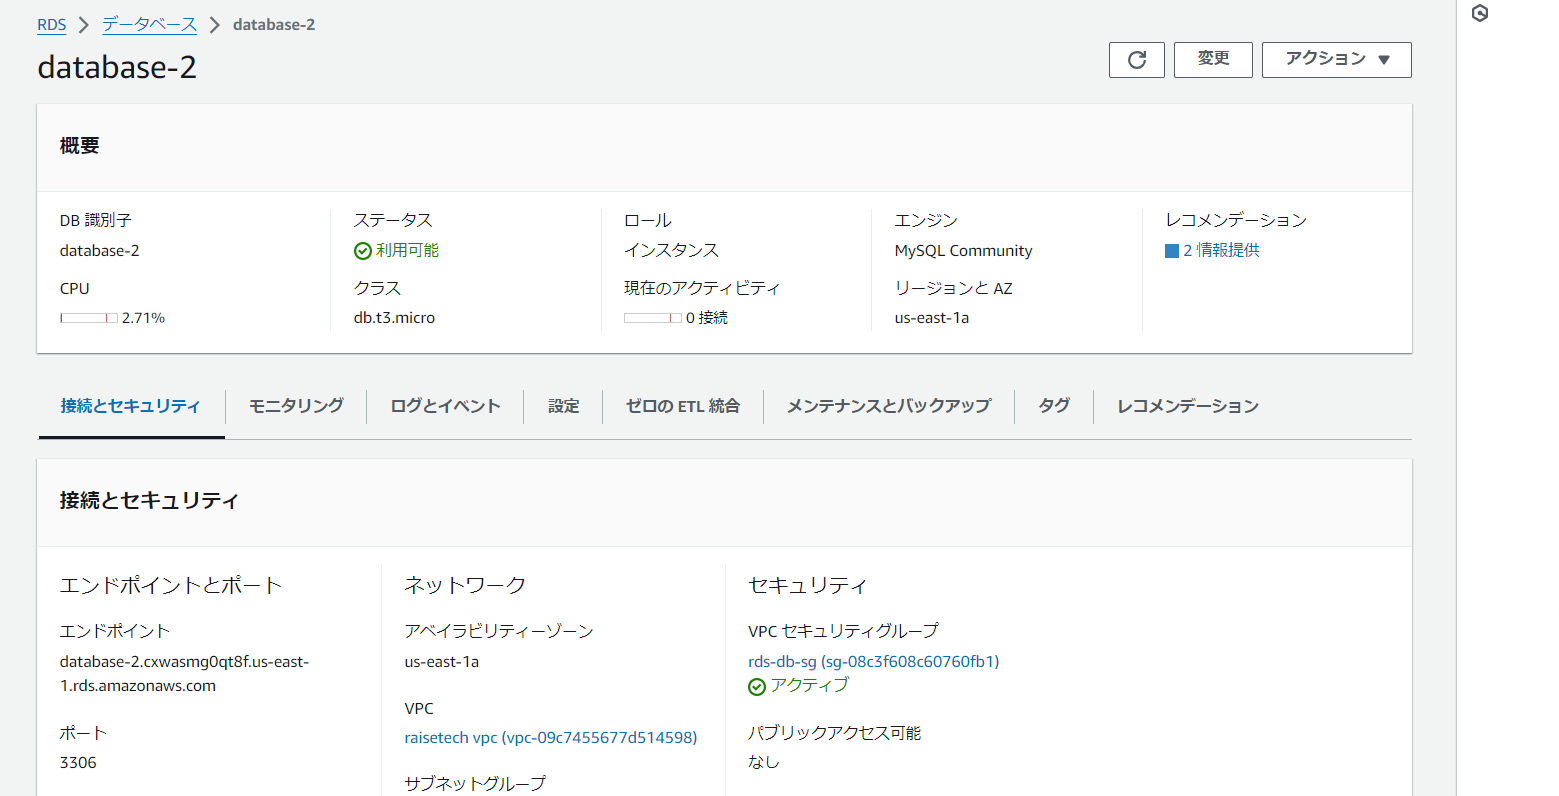 RDS > データベース > database-2
database-2
変更
アクション ▼
概要
DB 識別子
database-2
CPU
2.71%
ステータス
利用可能
クラス
db.t3.micro
ロール
インスタンス
現在のアクティビティ
0 接続
エンジン
MySQL Community
リージョンと AZ
us-east-1a
レコメンデーション
2 情報提供
接続とセキュリティ
モニタリング
ログとイベント
設定
ゼロの ETL 統合
メンテナンスとバックアップ
タグ
レコメンデーション
接続とセキュリティ
エンドポイントとポート
エンドポイント
database-2.cxwasmg0qt8f.us-east-
1.rds.amazonaws.com
ポート
3306
ネットワーク
アベイラビリティーゾーン
us-east-1a
VPC
raisetech vpc (vpc-09c7455677d514598)
サブネットグループ
セキュリティ
VPC セキュリティグループ
rds-db-sg (sg-08c3f608c60760fb1)
アクティブ
パブリックアクセス可能
なし